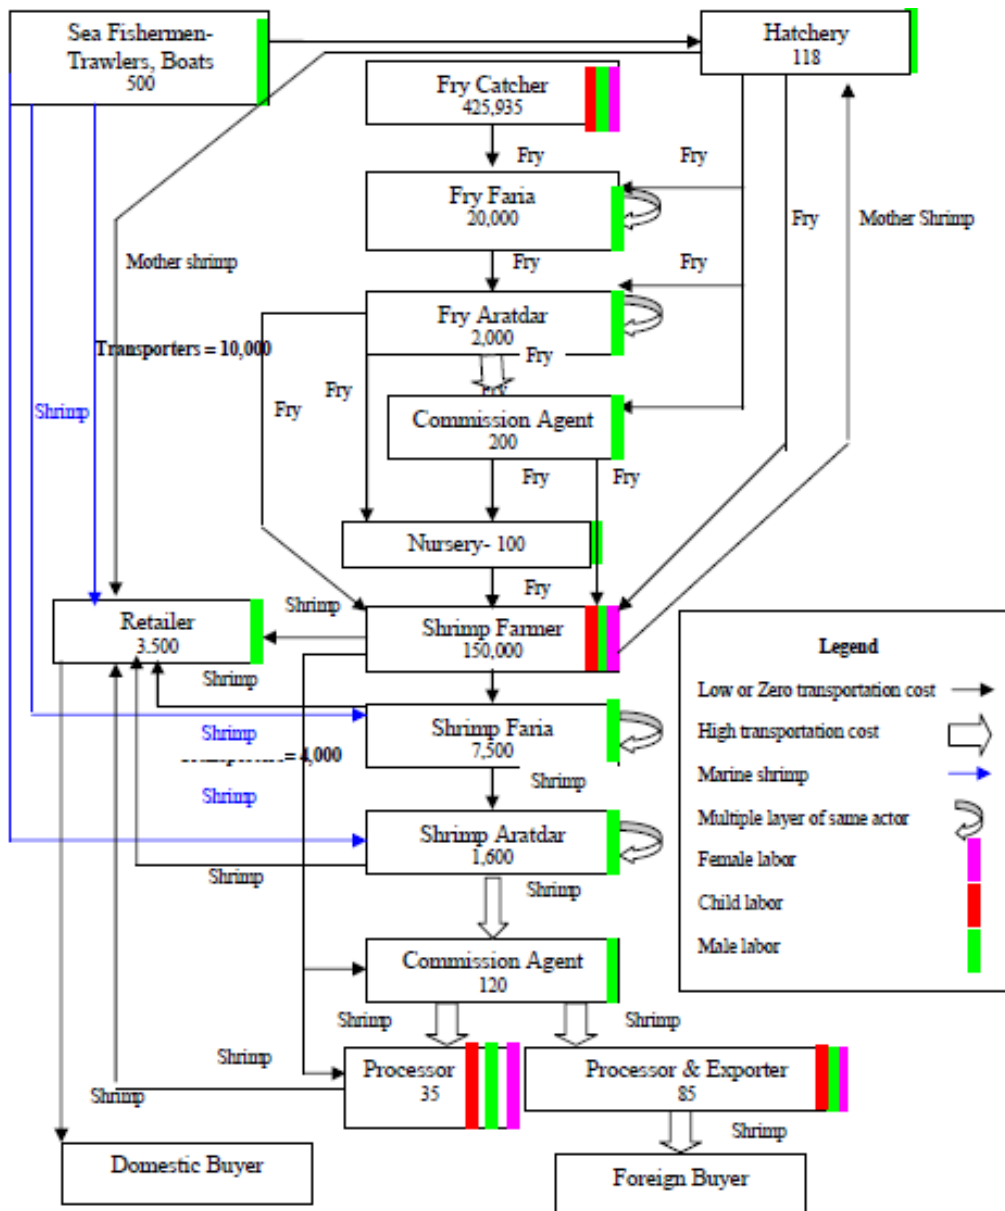 Sea Fishermen-
Trawlers, Boats
500
Hatchery
118
Fry Catcher
425,935
Fry
Fry
Fry Faria
20,000
Fry
Mother Shrimp
Mother shrimp
Fry
Fry
Fry Aratdar
2,000
Transporters = 10,000
Fry
Fry
Shrimp
Fry
Fry
Commission Agent
200
Fry
Fry
Nursery- 100
Fry
Shrimp
Retailer
3.500
Shrimp Farmer
150,000
Shrimp
Shrimp Faria
7,500
Shrimp
= 4,000
Shrimp
Shrimp
Shrimp Aratdar
1,600
Shrimp
Shrimp
Commission Agent
120
Shrimp
Shrimp
Shrimp
Processor
35
Processor & Exporter
85
Shrimp
Shrimp
Domestic Buyer
Foreign Buyer
Legend
Low or Zero transportation cost
High transportation cost
Marine shrimp
Multiple layer of same actor
Female labor
Child labor
Male labor